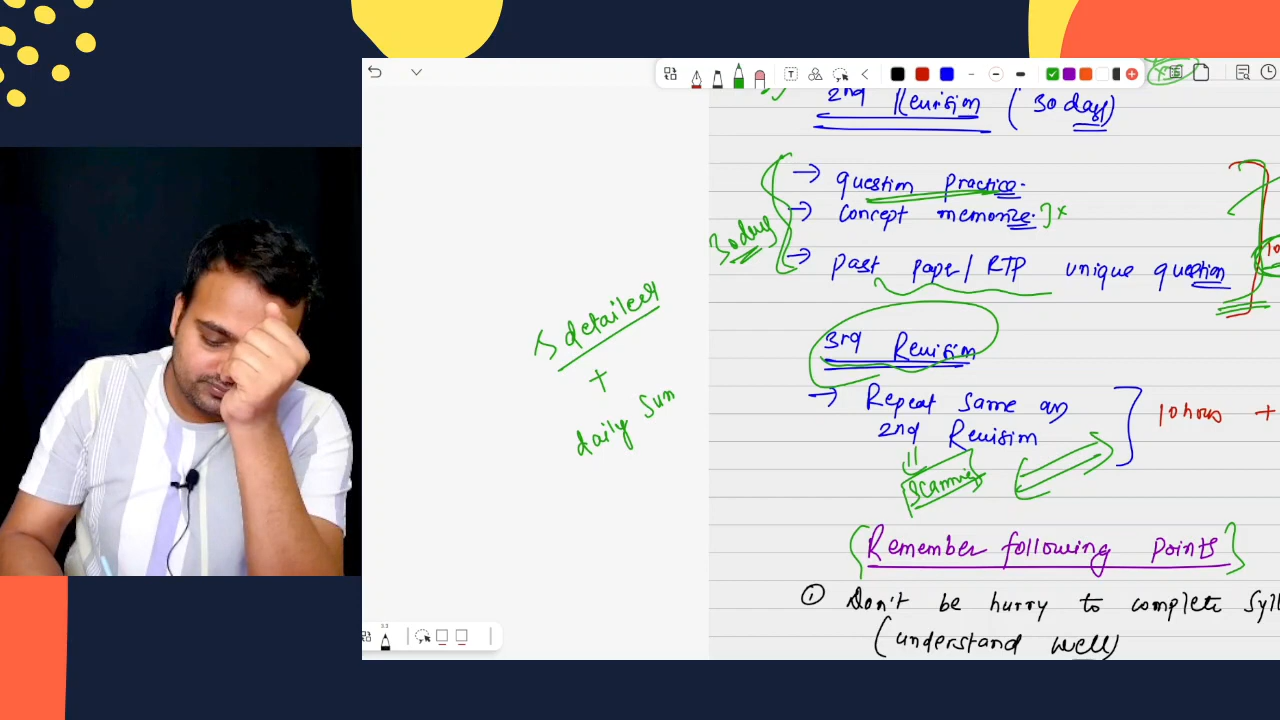 2nd Revision (30 days)
→ question practice.
→ Concept memorize. }x
30 days
→ past paper/RTP unique question
10
→ detailed
+
daily Sum
3rd Revision
→ Repeat same as
2nd Revision
10 hours +
Scanner
{Remember following points}
① Don't be hurry to complete Syll
(understand well)